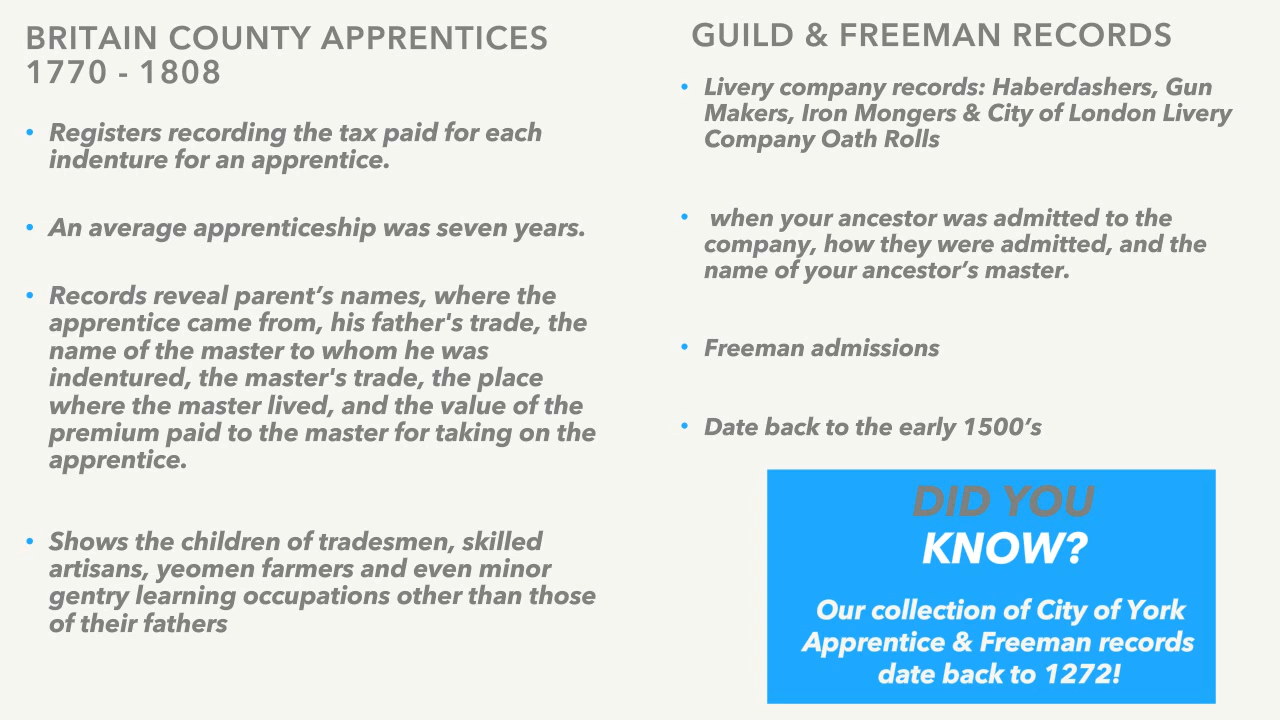 BRITAIN COUNTY APPRENTICES
1770 - 1808
• Registers recording the tax paid for each
indenture for an apprentice.
• An average apprenticeship was seven years.
• Records reveal parent’s names, where the
apprentice came from, his father's trade, the
name of the master to whom he was
indentured, the master's trade, the place
where the master lived, and the value of the
premium paid to the master for taking on the
apprentice.
• Shows the children of tradesmen, skilled
artisans, yeomen farmers and even minor
gentry learning occupations other than those
of their fathers
GUILD & FREEMAN RECORDS
• Livery company records: Haberdashers, Gun
Makers, Iron Mongers & City of London Livery
Company Oath Rolls
• when your ancestor was admitted to the
company, how they were admitted, and the
name of your ancestor’s master.
• Freeman admissions
• Date back to the early 1500’s
DID YOU
KNOW?
Our collection of City of York
Apprentice & Freeman records
date back to 1272!